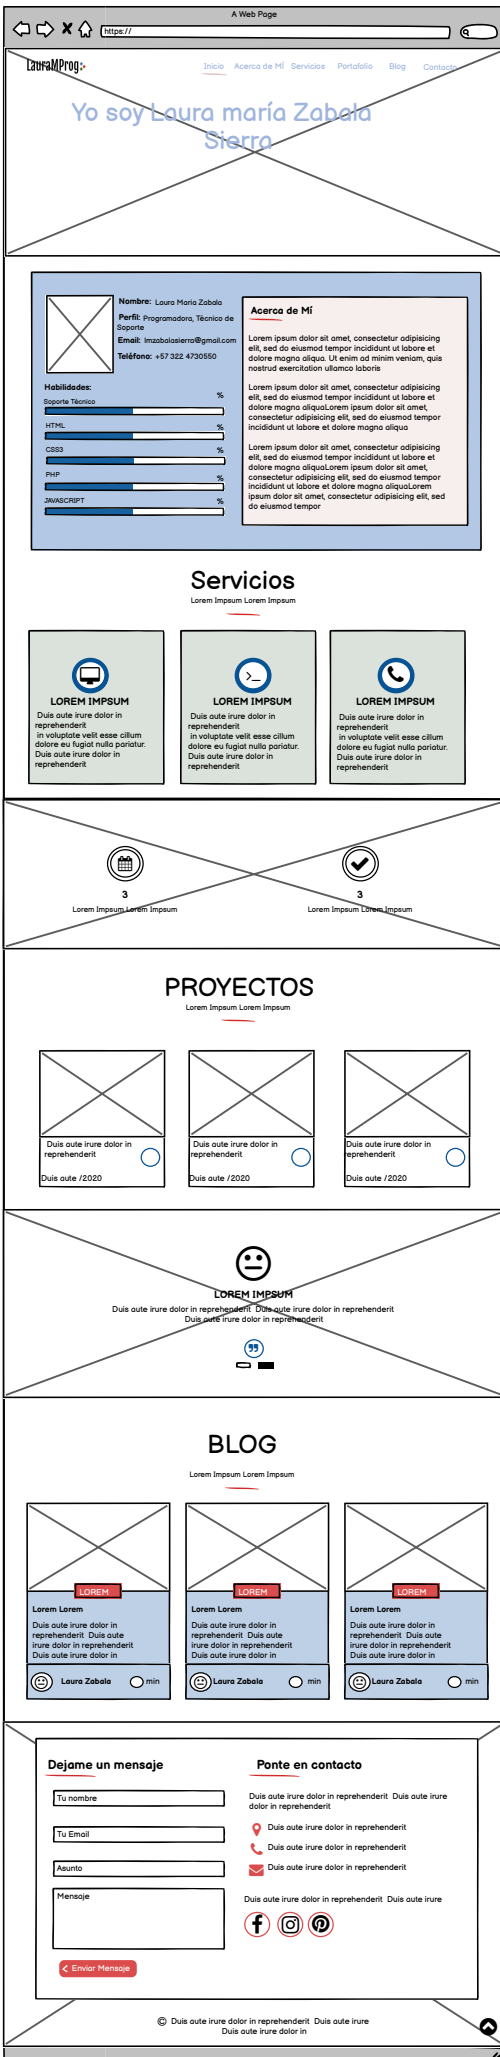 A Web Page
https://
LauraMProg:
Inicio Acerca de MÍ Servicios Portafolio Blog Contacto
Yo soy Laura maría Zabala
Sierra
Nombre: Laura Maria Zabala
Perfil: Programadora, Técnico de
Soporte
Email: lmzabalasierra@gmail.com
Teléfono: +57 322 4730550
Habilidades:
Soporte Técnico %
HTML %
CSS3 %
PHP %
JAVASCRIPT %
Acerca de Mí
Lorem ipsum dolor sit amet, consectetur adipisicing
elit, sed do eiusmod tempor incididunt ut labore et
dolore magna aliqua. Ut enim ad minim veniam, quis
nostrud exercitation ullamco laboris
Lorem ipsum dolor sit amet, consectetur adipisicing
elit, sed do eiusmod tempor incididunt ut labore et
dolore magna aliquaLorem ipsum dolor sit amet,
consectetur adipisicing elit, sed do eiusmod tempor
incididunt ut labore et dolore magna aliqua
Lorem ipsum dolor sit amet, consectetur adipisicing
elit, sed do eiusmod tempor incididunt ut labore et
dolore magna aliquaLorem ipsum dolor sit amet,
consectetur adipisicing elit, sed do eiusmod tempor
incididunt ut labore et dolore magna aliquaLorem
ipsum dolor sit amet, consectetur adipisicing elit, sed
do eiusmod tempor
Servicios
Lorem Impsum Lorem Impsum
LOREM IMPSUM
Duis aute irure dolor in
reprehenderit
in voluptate velit esse cillum
dolore eu fugiat nulla pariatur.
Duis aute irure dolor in
reprehenderit
LOREM IMPSUM
Duis aute irure dolor in
reprehenderit
in voluptate velit esse cillum
dolore eu fugiat nulla pariatur.
Duis aute irure dolor in
reprehenderit
LOREM IMPSUM
Duis aute irure dolor in
reprehenderit
in voluptate velit esse cillum
dolore eu fugiat nulla pariatur.
Duis aute irure dolor in
reprehenderit
3
Lorem Impsum Lorem Impsum
3
Lorem Impsum Lorem Impsum
PROYECTOS
Lorem Impsum Lorem Impsum
Duis aute irure dolor in
reprehenderit
Duis aute /2020
Duis aute irure dolor in
reprehenderit
Duis aute /2020
Duis aute irure dolor in
reprehenderit
Duis aute /2020
LOREM IMPSUM
Duis aute irure dolor in reprehenderit Duis aute irure dolor in reprehenderit
Duis aute irure dolor in reprehenderit
BLOG
Lorem Impsum Lorem Impsum
LOREM
Lorem Lorem
Duis aute irure dolor in
reprehenderit Duis aute
irure dolor in reprehenderit
Duis aute irure dolor in
Laura Zabala min
LOREM
Lorem Lorem
Duis aute irure dolor in
reprehenderit Duis aute
irure dolor in reprehenderit
Duis aute irure dolor in
Laura Zabala min
LOREM
Lorem Lorem
Duis aute irure dolor in
reprehenderit Duis aute
irure dolor in reprehenderit
Duis aute irure dolor in
Laura Zabala min
Dejame un mensaje
Tu nombre
Tu Email
Asunto
Mensaje
Enviar Mensaje
Ponte en contacto
Duis aute irure dolor in reprehenderit Duis aute irure
dolor in reprehenderit
Duis aute irure dolor in reprehenderit
Duis aute irure dolor in reprehenderit
Duis aute irure dolor in reprehenderit
Duis aute irure dolor in reprehenderit Duis aute irure
© Duis aute irure dolor in reprehenderit Duis aute irure
Duis aute irure dolor in